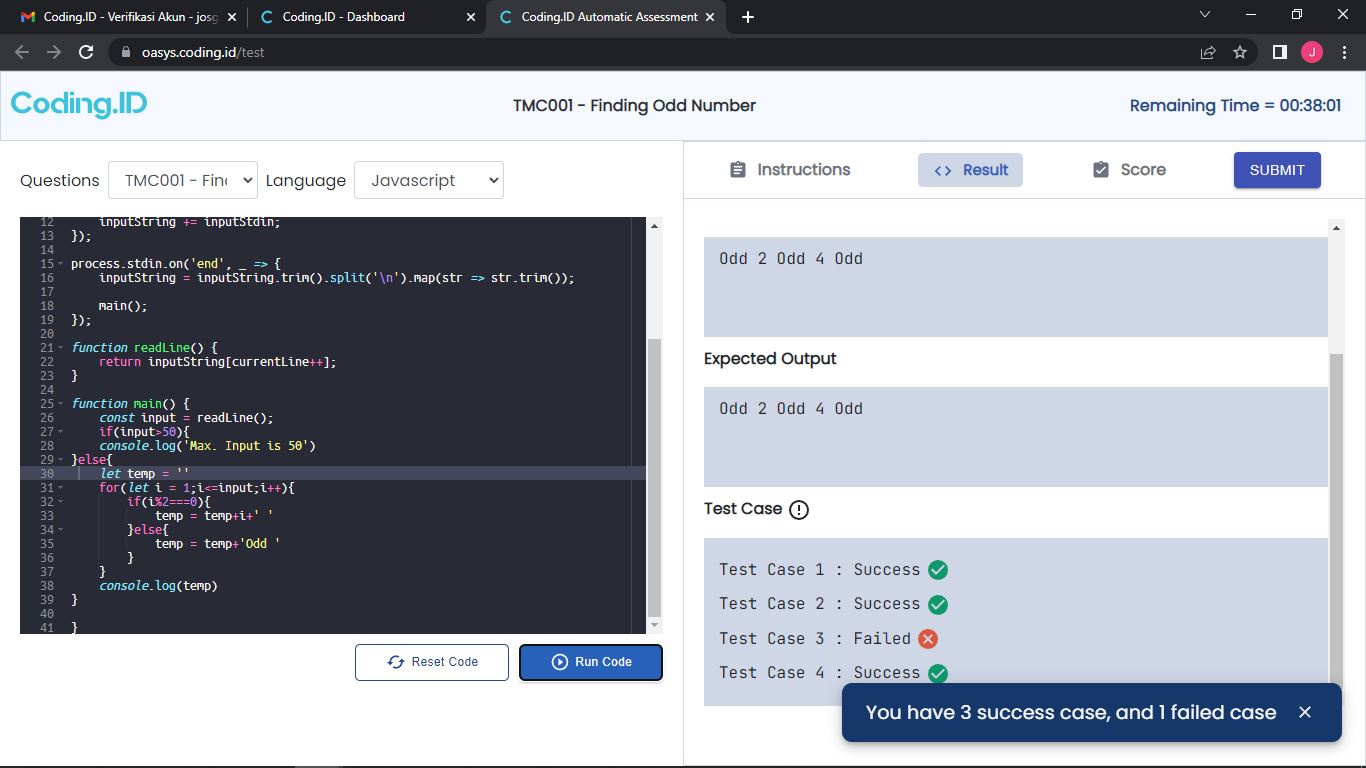 Coding.ID - Verifikasi Akun - josg
Coding.ID - Dashboard
Coding.ID Automatic Assessment
oasys.coding.id/test
J
Coding.ID
TMC001 - Finding Odd Number
Remaining Time = 00:38:01
Questions
TMC001 - Fin
Language
Javascript
Instructions
<> Result
Score
SUBMIT
12 inputString += inputStdin;
13 });
14
15 process.stdin.on('end', _ => {
16 inputString = inputString.trim().split('\n').map(str => str.trim());
17
18 main();
19 });
20
21 function readLine() {
22 return inputString[currentLine++];
23 }
24
25 function main() {
26 const input = readLine();
27 if(input>50){
28 console.log('Max. Input is 50')
29 }else{
30 let temp = ''
31 for(let i = 1;i<=input;i++){
32 if(i%2===0){
33 temp = temp+i+' '
34 }else{
35 temp = temp+'Odd '
36 }
37 }
38 console.log(temp)
39 }
40
41 }
Reset Code
Run Code
Odd 2 Odd 4 Odd
Expected Output
Odd 2 Odd 4 Odd
Test Case
Test Case 1 : Success
Test Case 2 : Success
Test Case 3 : Failed
Test Case 4 : Success
You have 3 success case, and 1 failed case